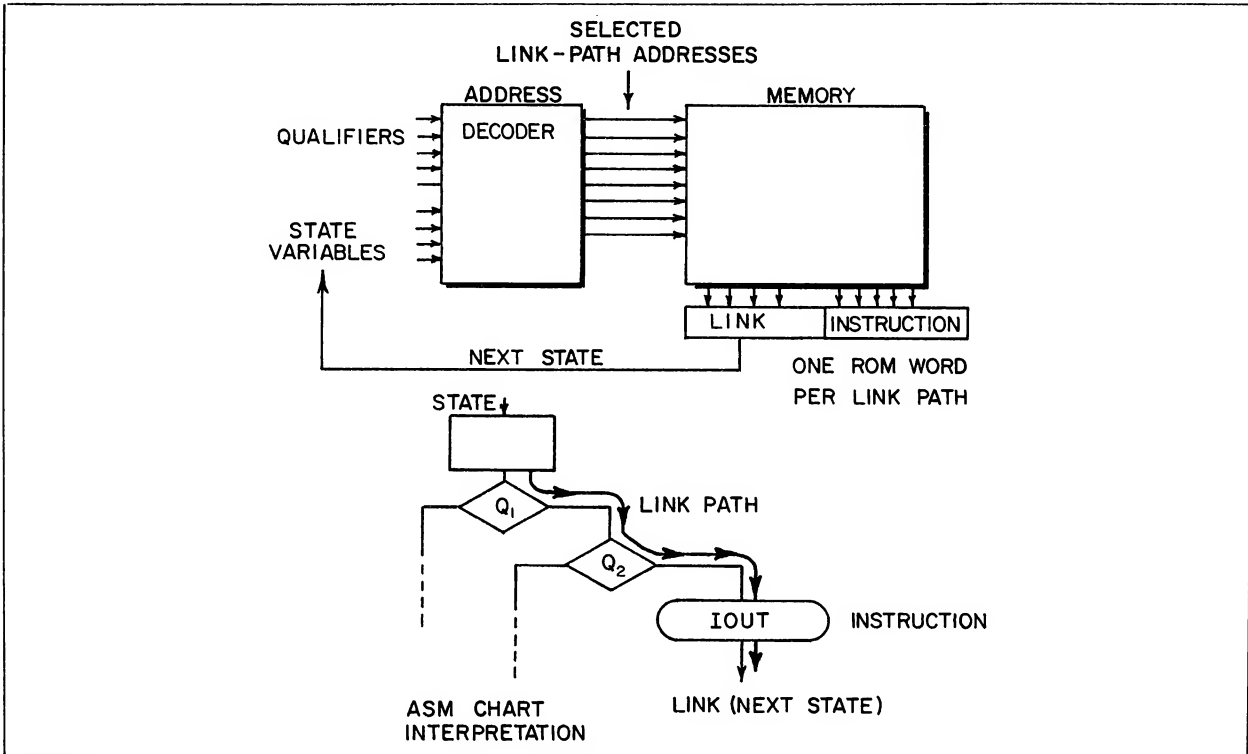 SELECTED
LINK-PATH ADDRESSES
ADDRESS
MEMORY
DECODER
QUALIFIERS
STATE
VARIABLES
LINK
INSTRUCTION
NEXT STATE
ONE ROM WORD
PER LINK PATH
STATE
Q1
LINK PATH
Q2
IOUT
INSTRUCTION
LINK (NEXT STATE)
ASM CHART
INTERPRETATION